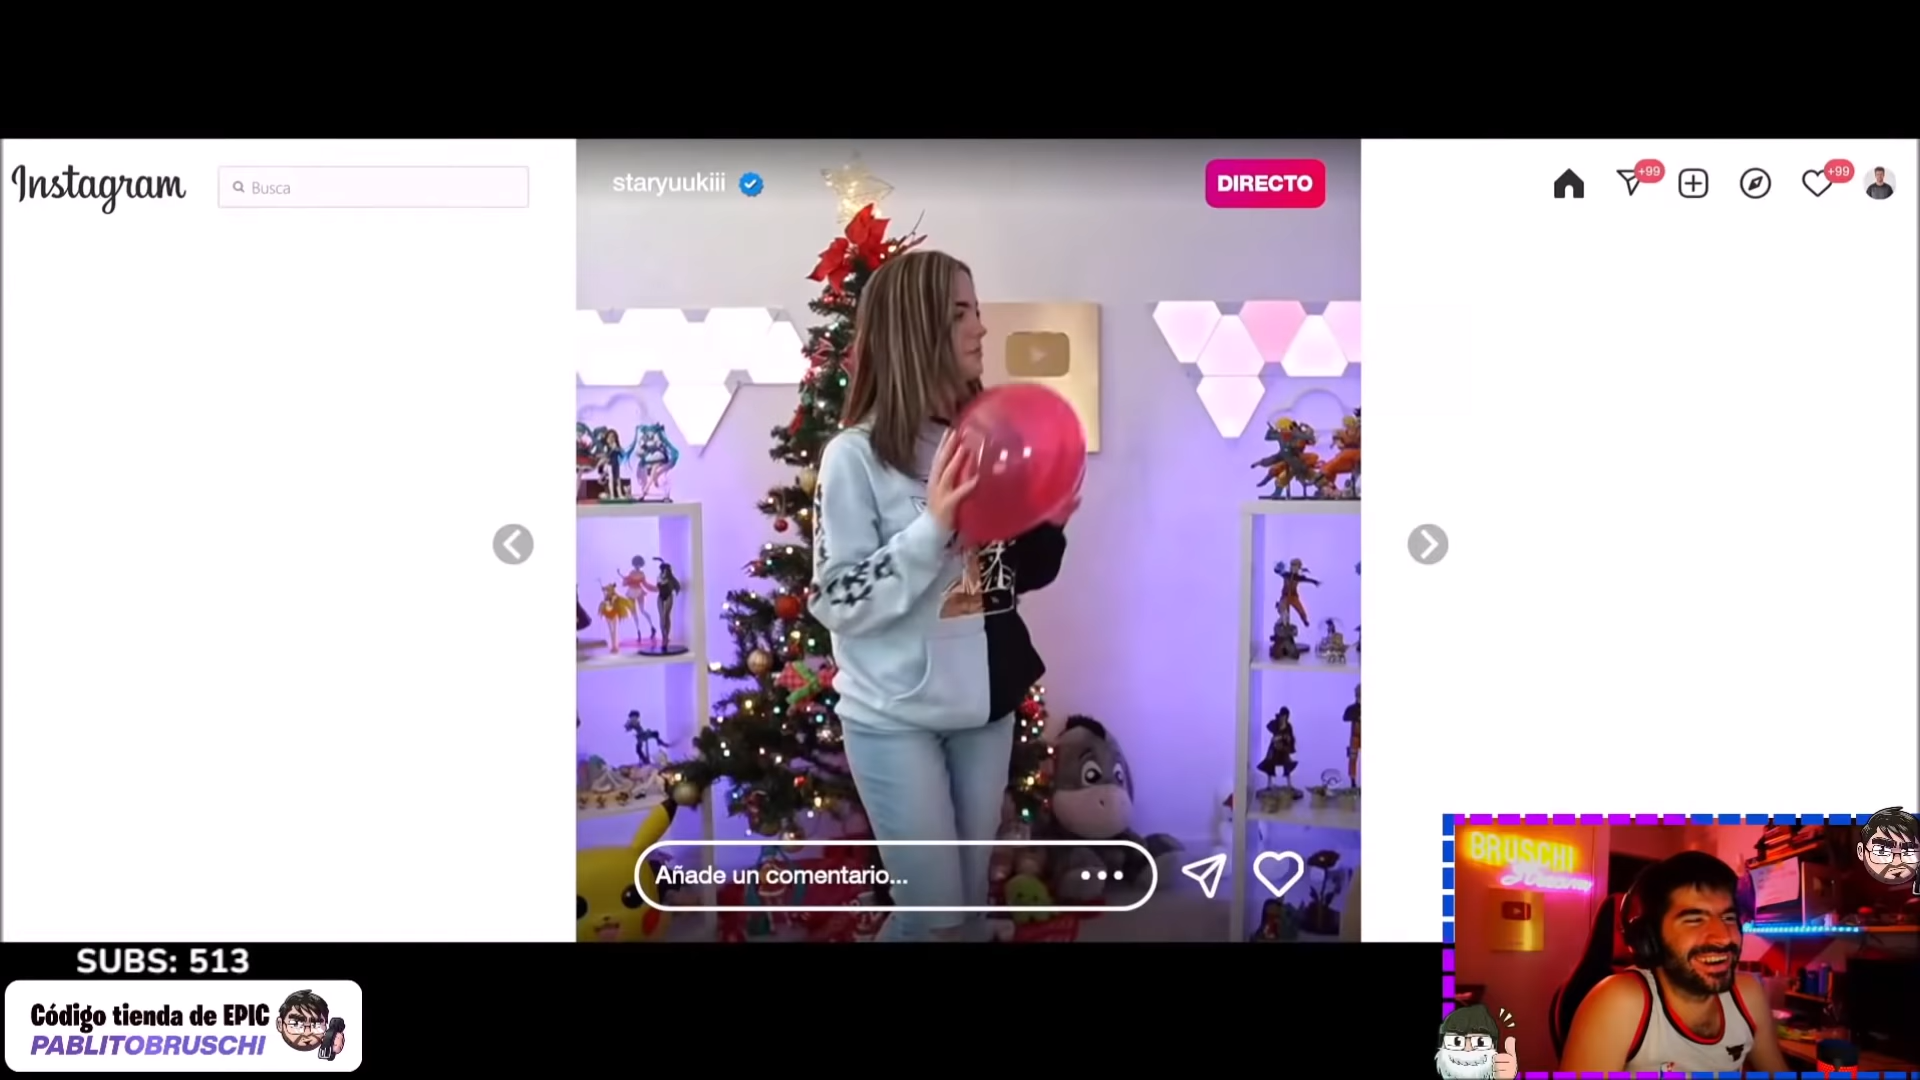 Instagram
Busca
staryuukiii
DIRECTO
+99
+99
Añade un comentario...
SUBS: 513
Código tienda de EPIC
PABLITOBRUSCHI
BRUSCHI